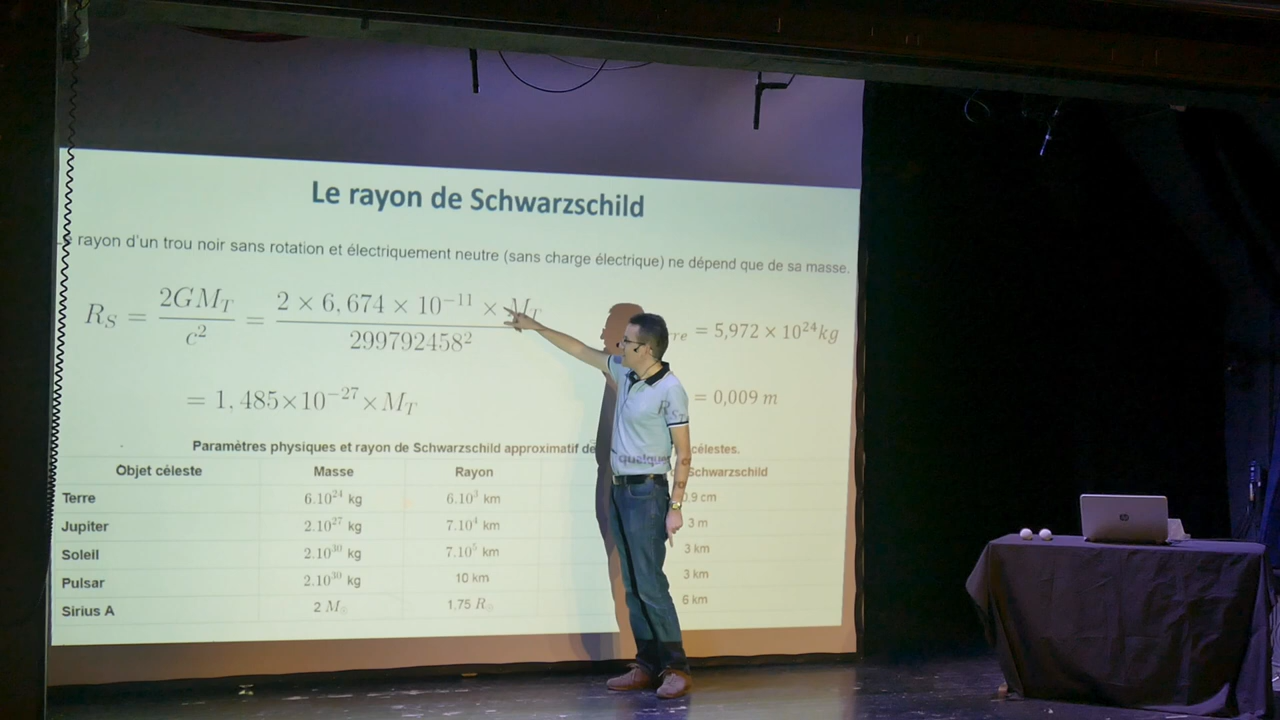 Le rayon de Schwarzschild
rayon d'un trou noir sans rotation et électriquement neutre (sans charge électrique) ne dépend que de sa masse.
R_S = 2GM_T / c² = 2 × 6,674 × 10⁻¹¹ × M_T / 299792458²
= 5,972 × 10²⁴kg
= 1,485×10⁻²⁷×M_T
= 0,009 m
Paramètres physiques et rayon de Schwarzschild approximatif de quelques célestes.
Objet céleste Masse Rayon Schwarzschild
Terre 6.10²⁴ kg 6.10³ km 0.9 cm
Jupiter 2.10²⁷ kg 7.10⁴ km 3 m
Soleil 2.10³⁰ kg 7.10⁵ km 3 km
Pulsar 2.10³⁰ kg 10 km 3 km
Sirius A 2 M☉ 1.75 R☉ 6 km
hp